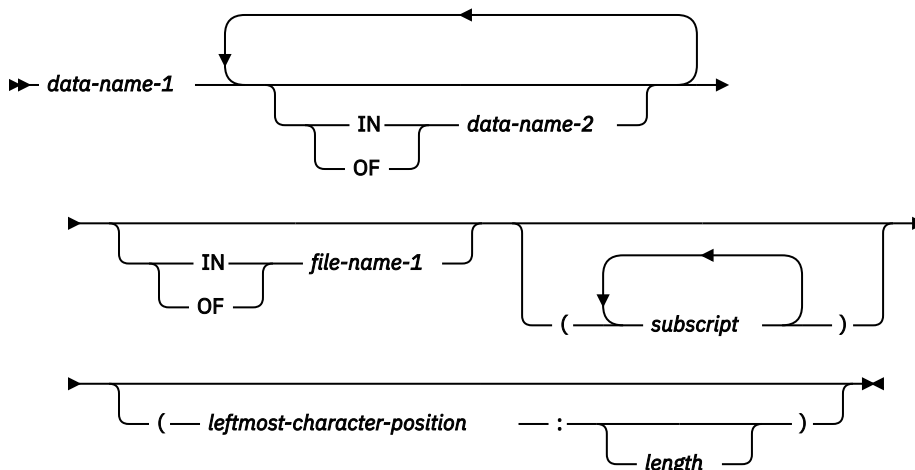 data-name-1
IN data-name-2
OF
IN file-name-1
OF
( subscript )
( leftmost-character-position : )
length